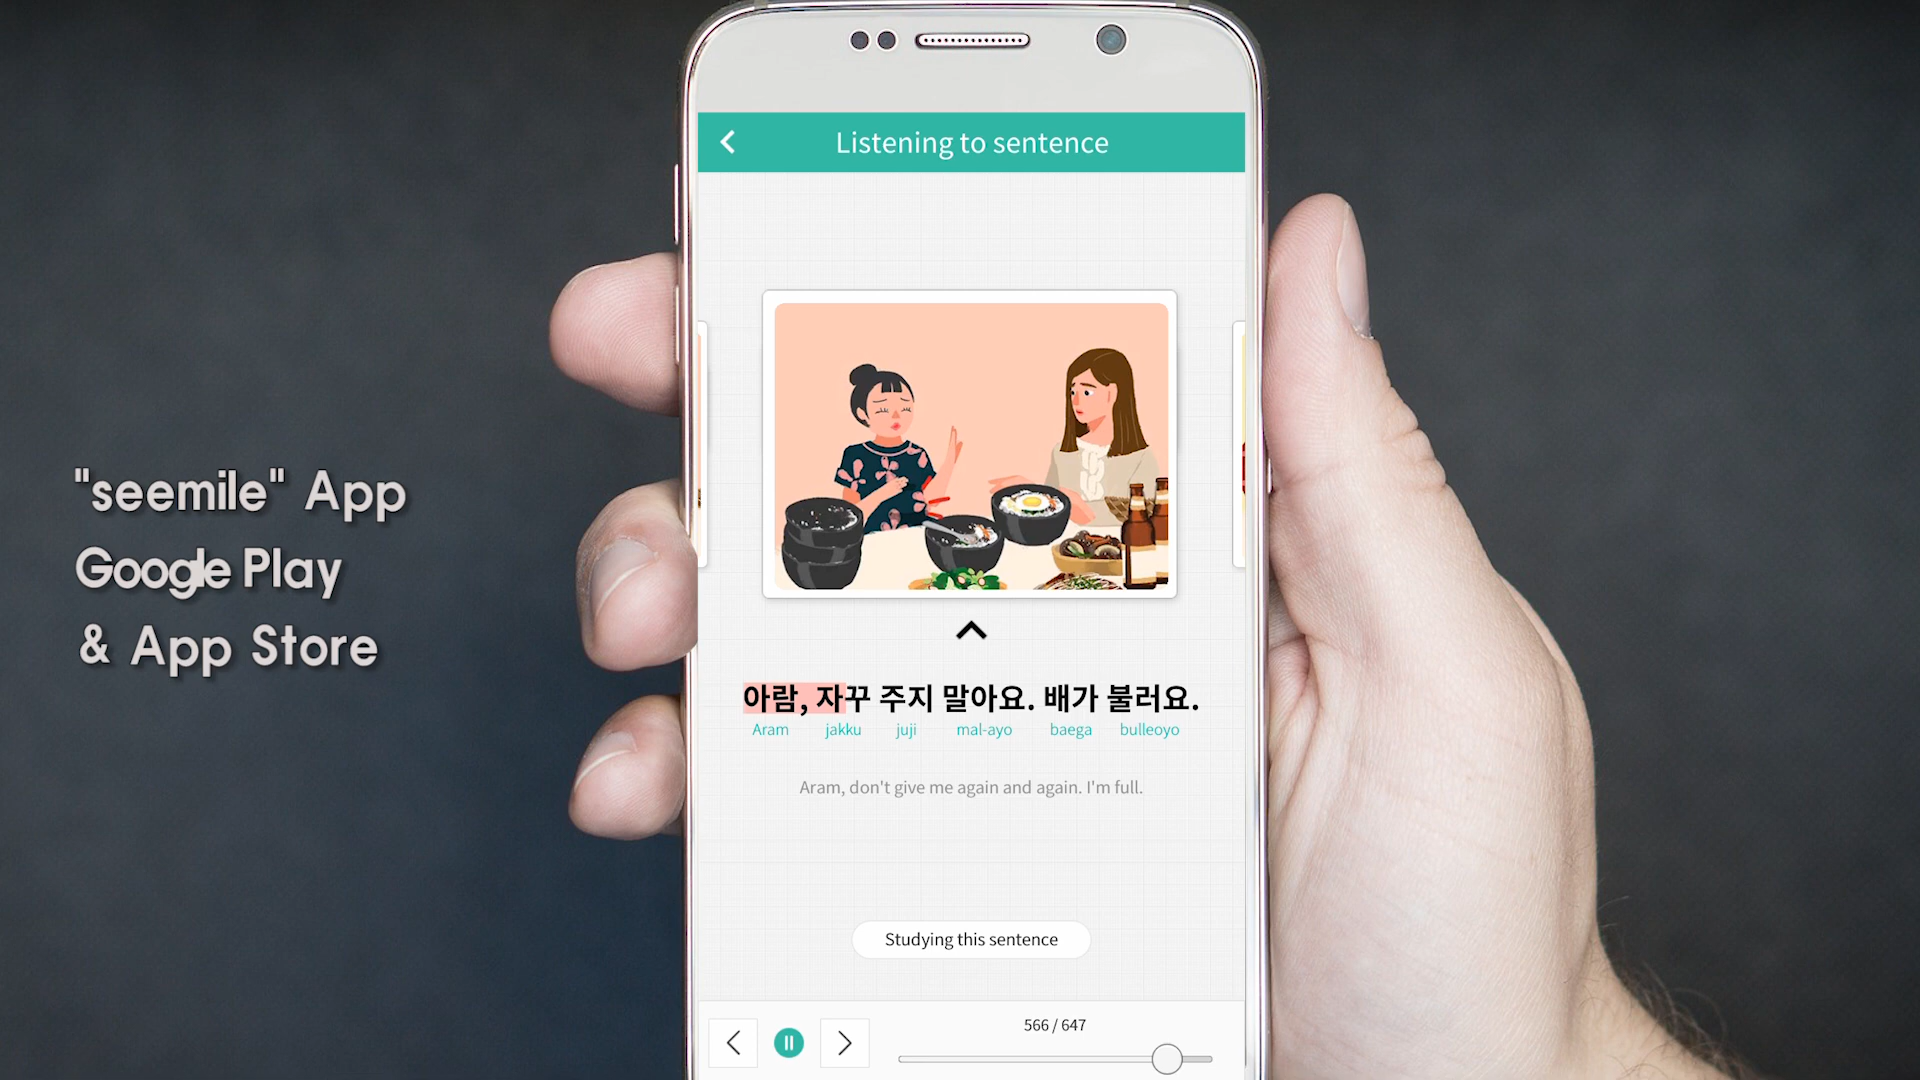 "seemile" App
Google Play
& App Store
Listening to sentence
아람, 자꾸 주지 말아요. 배가 불러요.
Aram jakku juji mal-ayo baega bulleoyo
Aram, don't give me again and again. I'm full.
Studying this sentence
566 / 647